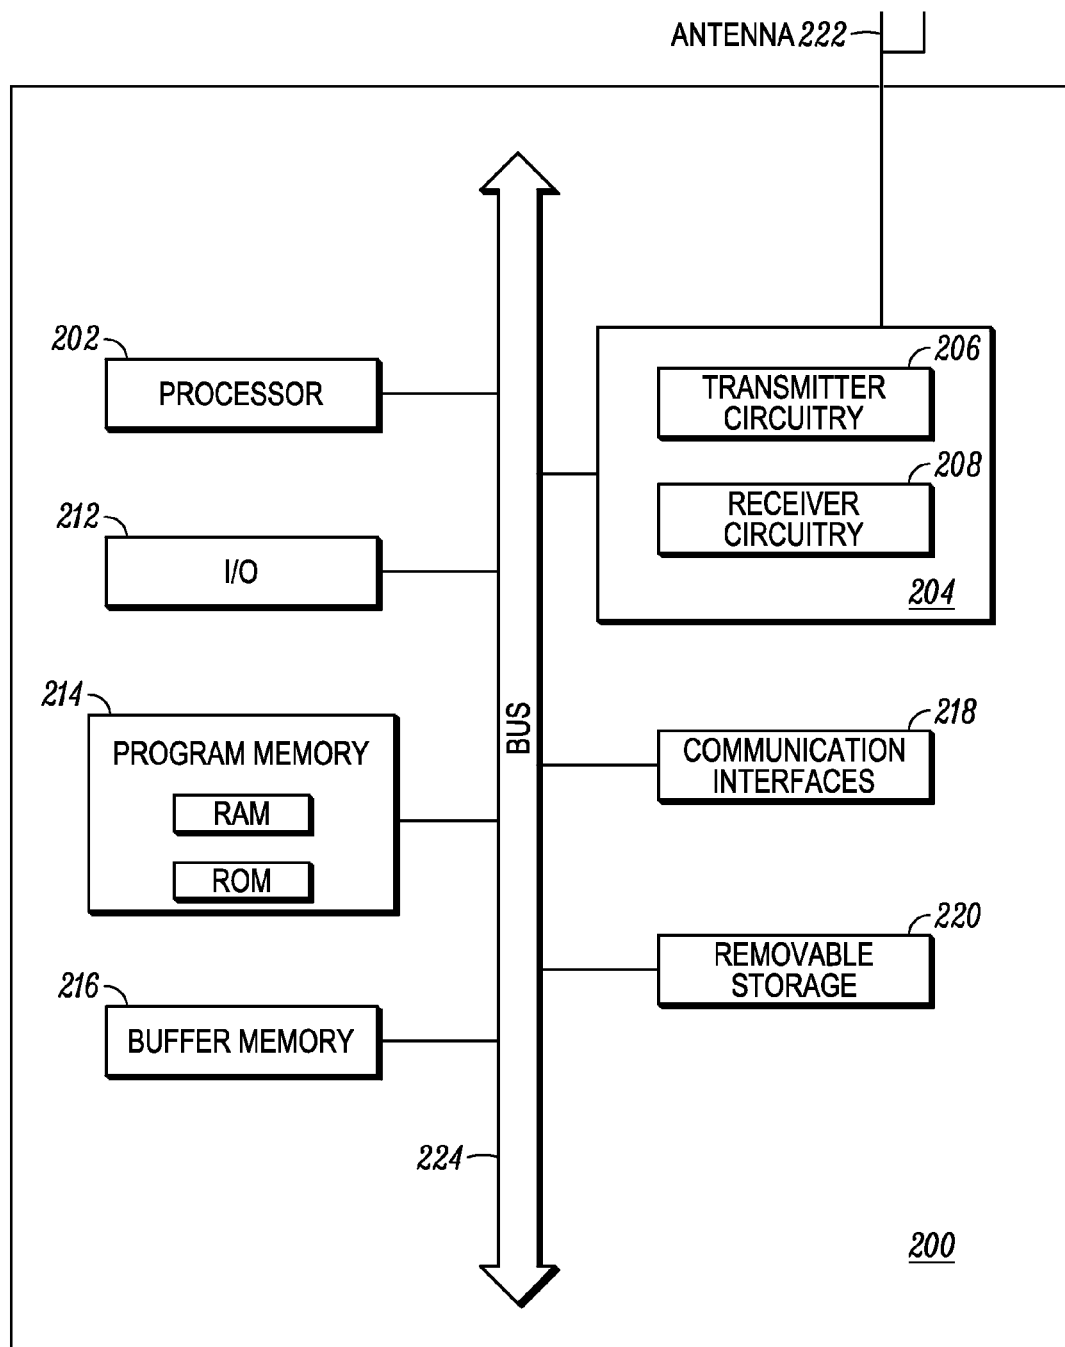 ANTENNA 222
202
PROCESSOR
206
TRANSMITTER
CIRCUITRY
208
RECEIVER
CIRCUITRY
204
212
I/O
214
PROGRAM MEMORY
RAM
ROM
BUS
218
COMMUNICATION
INTERFACES
220
REMOVABLE
STORAGE
216
BUFFER MEMORY
224
200